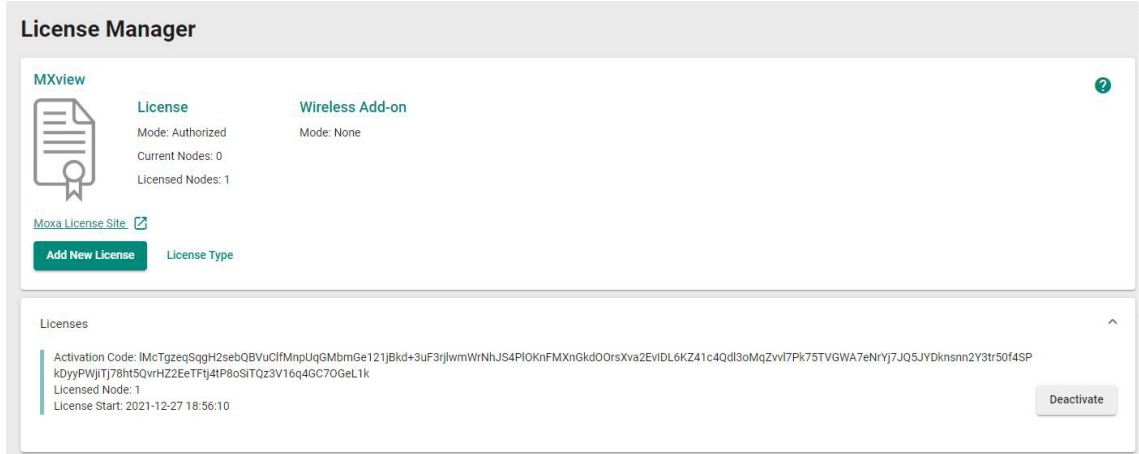 License Manager
MXview
License
Mode: Authorized
Current Nodes: 0
Licensed Nodes: 1
Wireless Add-on
Mode: None
Moxa License Site
Add New License
License Type
Licenses
Activation Code: lMcTgzeqSqgH2sebQBVuClfMnpUqGMbmGe121jBkd+3uF3rjlwmWrNhJS4PlOKnFMXnGkdOOrsXva2EvIDL6KZ41c4Qdl3oMqZvvl7Pk75TVGWA7eNrYj7JQ5JYDknsnn2Y3tr50f4SP
kDyyPWjiTj78ht5QvrHZ2EeTFtj4tP8oSiTQz3V16q4GC7OGeL1k
Licensed Node: 1
License Start: 2021-12-27 18:56:10
Deactivate